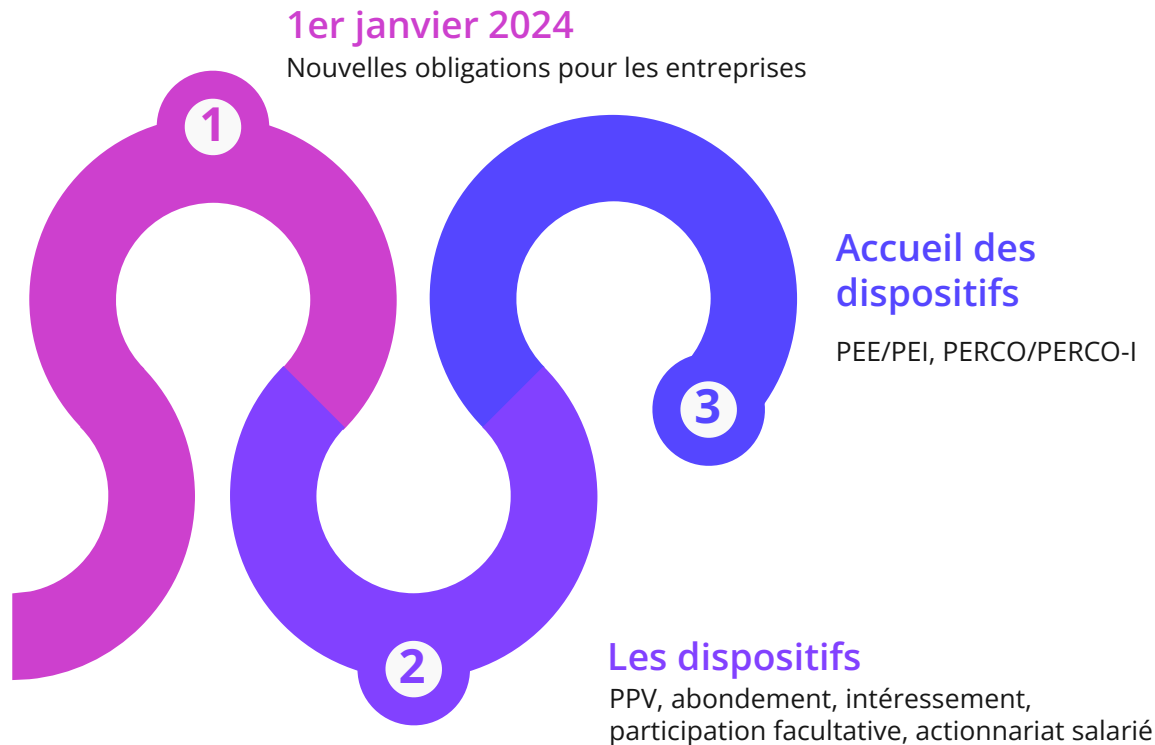 1er janvier 2024
Nouvelles obligations pour les entreprises
1
Accueil des
dispositifs
PEE/PEI, PERCO/PERCO-I
3
2
Les dispositifs
PPV, abondement, intéressement,
participation facultative, actionnariat salarié